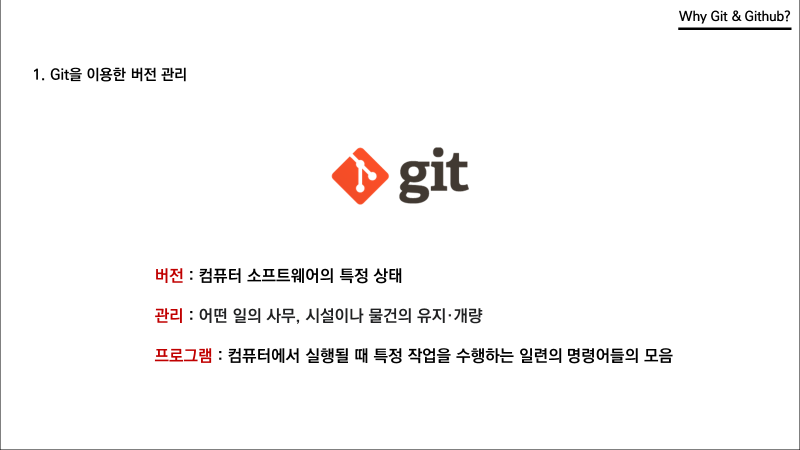 Why Git & Github?
1. Git을 이용한 버전 관리
git
버전 : 컴퓨터 소프트웨어의 특정 상태
관리 : 어떤 일의 사무, 시설이나 물건의 유지·개량
프로그램 : 컴퓨터에서 실행될 때 특정 작업을 수행하는 일련의 명령어들의 모음